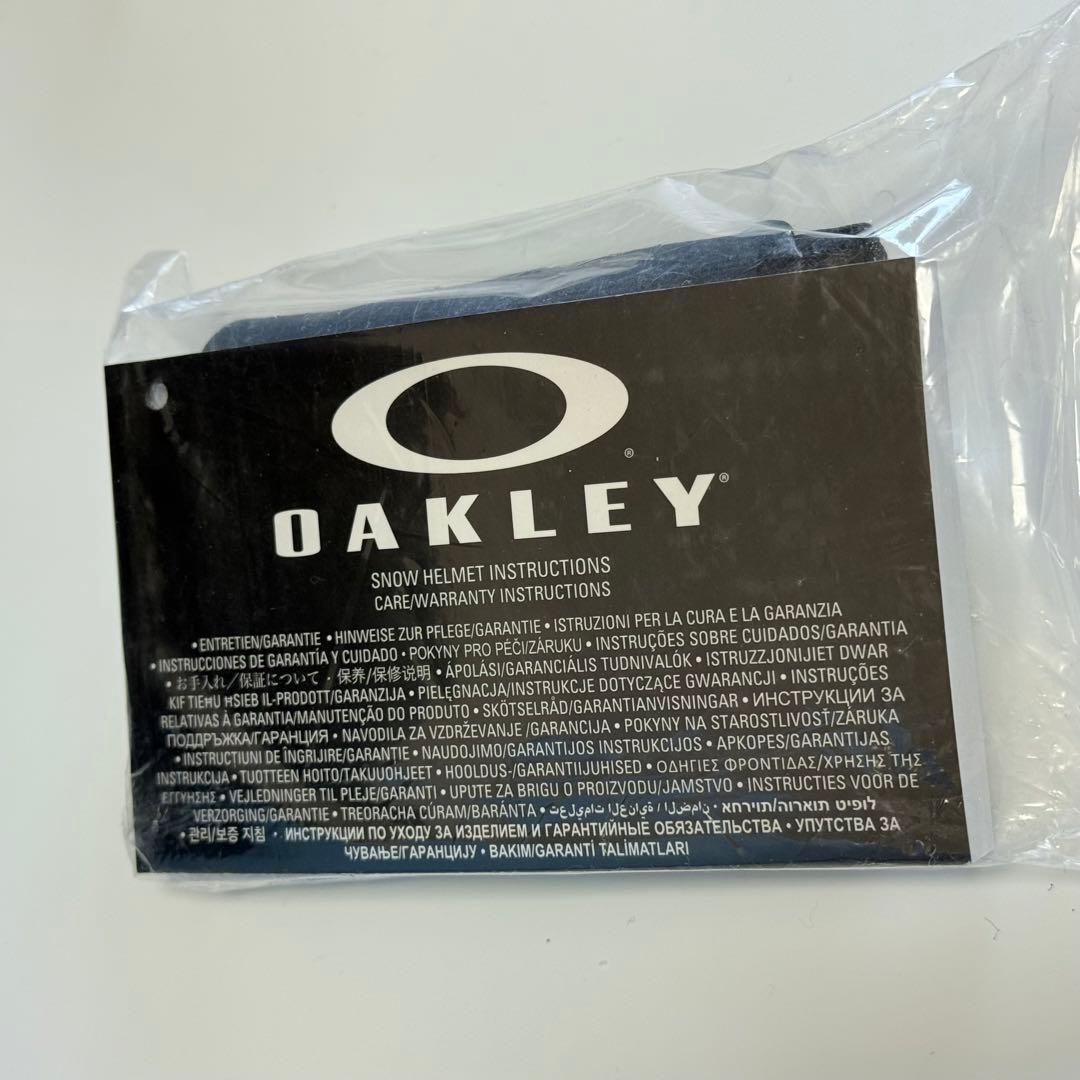 ®
OAKLEY®
SNOW HELMET INSTRUCTIONS
CARE/WARRANTY INSTRUCTIONS
• ENTRETIEN/GARANTIE • HINWEISE ZUR PFLEGE/GARANTIE • ISTRUZIONI PER LA CURA E LA GARANZIA
• INSTRUCCIONES DE GARANTÍA Y CUIDADO • POKYNY PRO PÉČI/ZÁRUKU • INSTRUÇÕES SOBRE CUIDADOS/GARANTIA
• お手入れ/保証について • 保养/保修说明 • ÁPOLÁSI/GARANCIÁLIS TUDNIVALÓK • ISTRUZZJONIJIET DWAR
KIF TIEĦU ĦSIEB IL-PRODOTT/GARANZIJA • PIELĘGNACJA/INSTRUKCJE DOTYCZĄCE GWARANCJI • INSTRUÇÕES
RELATIVAS À GARANTIA/MANUTENÇÃO DO PRODUTO • SKÖTSELRÅD/GARANTIANVISNINGAR • ИНСТРУКЦИИ ЗА
ПОДДРЪЖКА/ГАРАНЦИЯ • NAVODILA ZA VZDRŽEVANJE /GARANCIJA • POKYNY NA STAROSTLIVOSŤ/ZÁRUKA
• INSTRUCŢIUNI DE ÎNGRIJIRE/GARANŢIE • NAUDOJIMO/GARANTIJOS INSTRUKCIJOS • APKOPES/GARANTIJAS
INSTRUKCIJA • TUOTTEEN HOITO/TAKUUOHJEET • HOOLDUS-/GARANTIIJUHISED • ΟΔΗΓΙΕΣ ΦΡΟΝΤΙΔΑΣ/ΧΡΗΣΗΣ ΤΗΣ
ΕΓΓΥΗΣΗΣ • VEJLEDNINGER TIL PLEJE/GARANTI • UPUTE ZA BRIGU O PROIZVODU/JAMSTVO • INSTRUCTIES VOOR DE
VERZORGING/GARANTIE • TREORACHA CÚRAM/BARÁNTA • تعليمات العناية / الضمان • אחריות/הוראות טיפול
• 관리/보증 지침 • ИНСТРУКЦИИ ПО УХОДУ ЗА ИЗДЕЛИЕМ И ГАРАНТИЙНЫЕ ОБЯЗАТЕЛЬСТВА • УПУТСТВА ЗА
ЧУВАЊЕ/ГАРАНЦИЈУ • BAKIM/GARANTİ TALİMATLARI